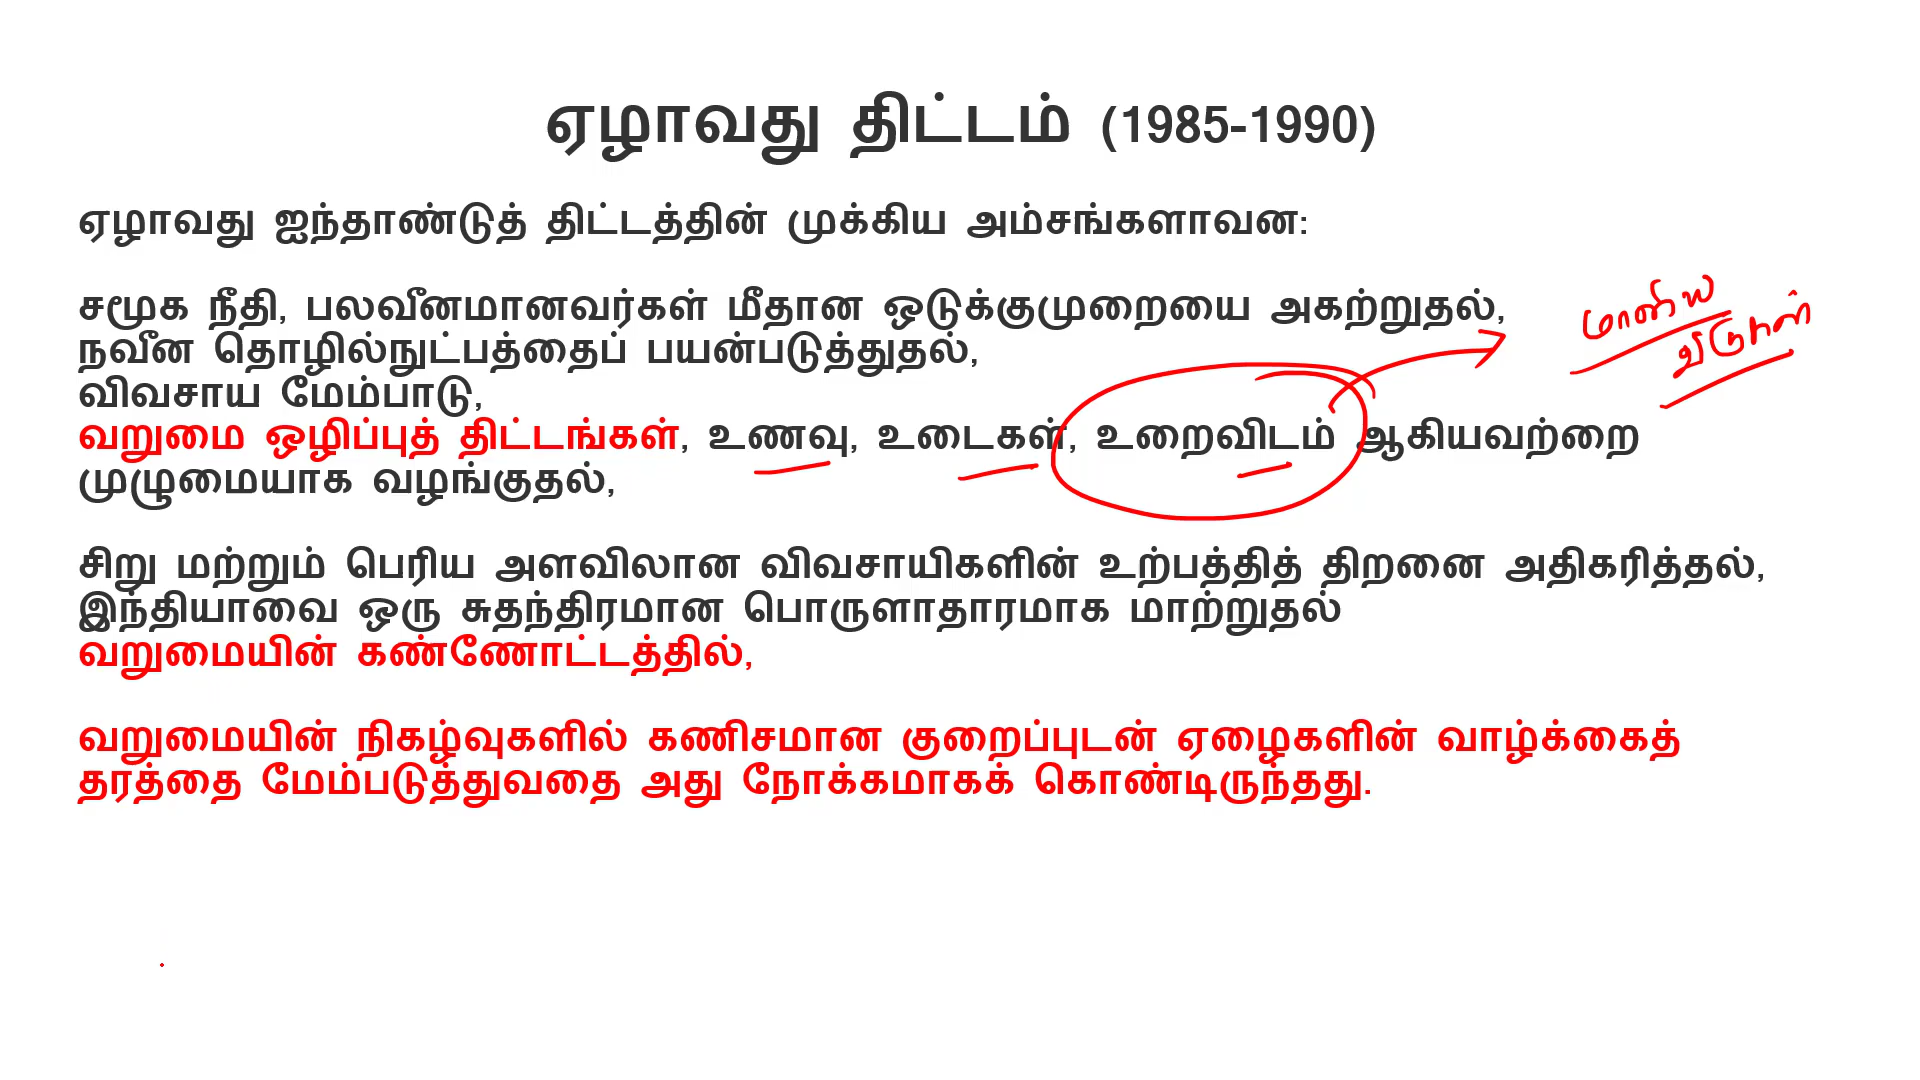 ஏழாவது திட்டம் (1985-1990)
ஏழாவது ஐந்தாண்டுத் திட்டத்தின் முக்கிய அம்சங்களாவன:
சமூக நீதி, பலவீனமானவர்கள் மீதான ஒடுக்குமுறையை அகற்றுதல்,
நவீன தொழில்நுட்பத்தைப் பயன்படுத்துதல்,
விவசாய மேம்பாடு,
வறுமை ஒழிப்புத் திட்டங்கள், உணவு, உடைகள், உறைவிடம் ஆகியவற்றை
முழுமையாக வழங்குதல்,
மானிய
வீடுகள்
சிறு மற்றும் பெரிய அளவிலான விவசாயிகளின் உற்பத்தித் திறனை அதிகரித்தல்,
இந்தியாவை ஒரு சுதந்திரமான பொருளாதாரமாக மாற்றுதல்
வறுமையின் கண்ணோட்டத்தில்,
வறுமையின் நிகழ்வுகளில் கணிசமான குறைப்புடன் ஏழைகளின் வாழ்க்கைத்
தரத்தை மேம்படுத்துவதை அது நோக்கமாகக் கொண்டிருந்தது.